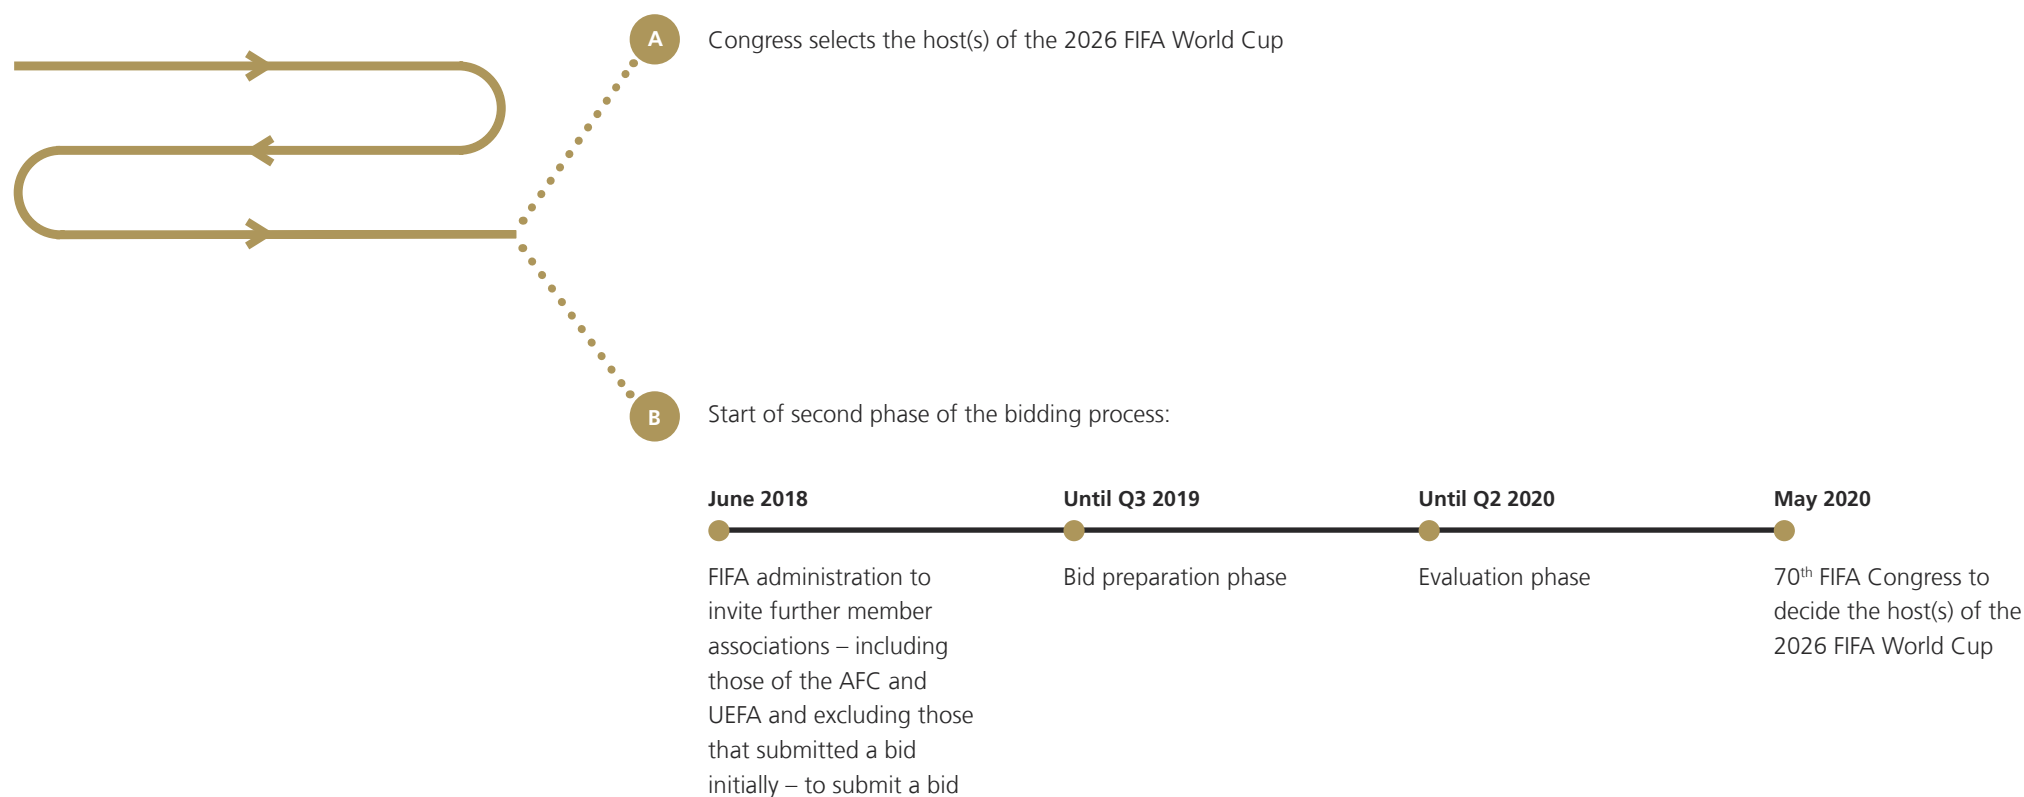 A
Congress selects the host(s) of the 2026 FIFA World Cup
B
Start of second phase of the bidding process:
June 2018
FIFA administration to
invite further member
associations – including
those of the AFC and
UEFA and excluding those
that submitted a bid
initially – to submit a bid
Until Q3 2019
Bid preparation phase
Until Q2 2020
Evaluation phase
May 2020
70th FIFA Congress to
decide the host(s) of the
2026 FIFA World Cup